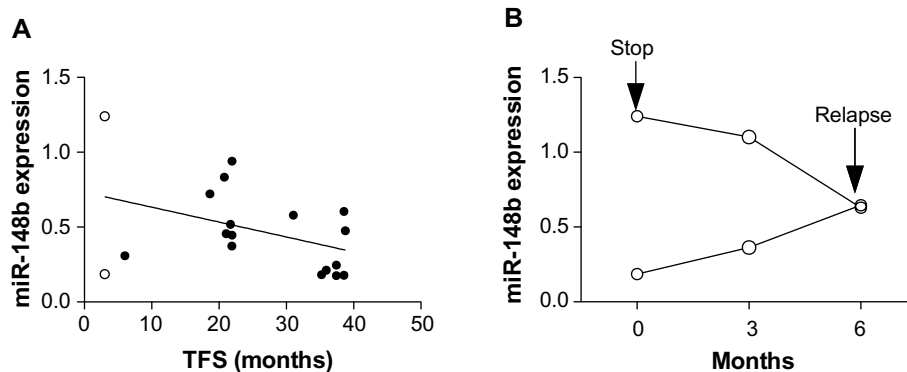 A
miR-148b expression
1.5
1.0
0.5
0.0
0 10 20 30 40 50
TFS (months)
B
Stop
Relapse
miR-148b expression
1.5
1.0
0.5
0.0
0 3 6
Months